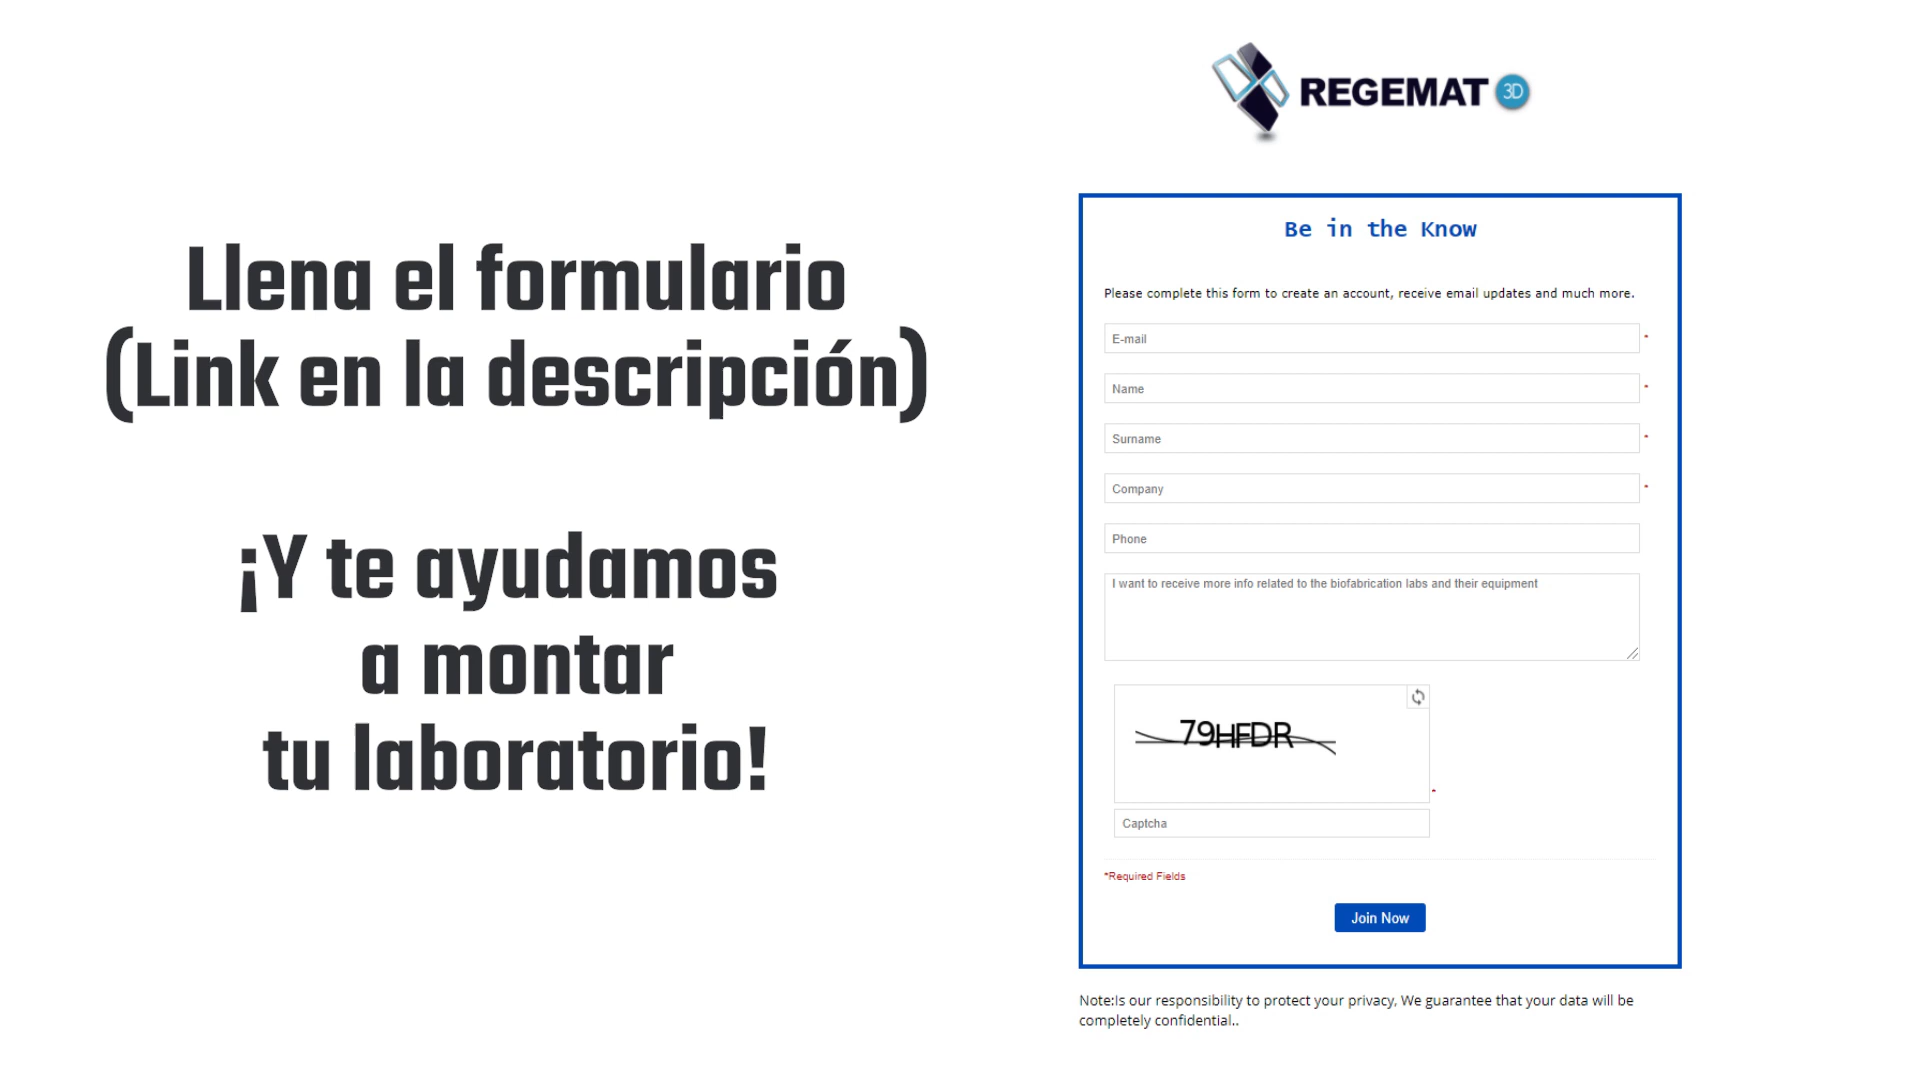 Llena el formulario
(Link en la descripción)
¡Y te ayudamos
a montar
tu laboratorio!
REGEMAT 3D
Be in the Know
Please complete this form to create an account, receive email updates and much more.
E-mail *
Name *
Surname *
Company *
Phone
I want to receive more info related to the biofabrication labs and their equipment
79HFDR
*
Captcha
*Required Fields
Join Now
Note:Is our responsibility to protect your privacy, We guarantee that your data will be
completely confidential..